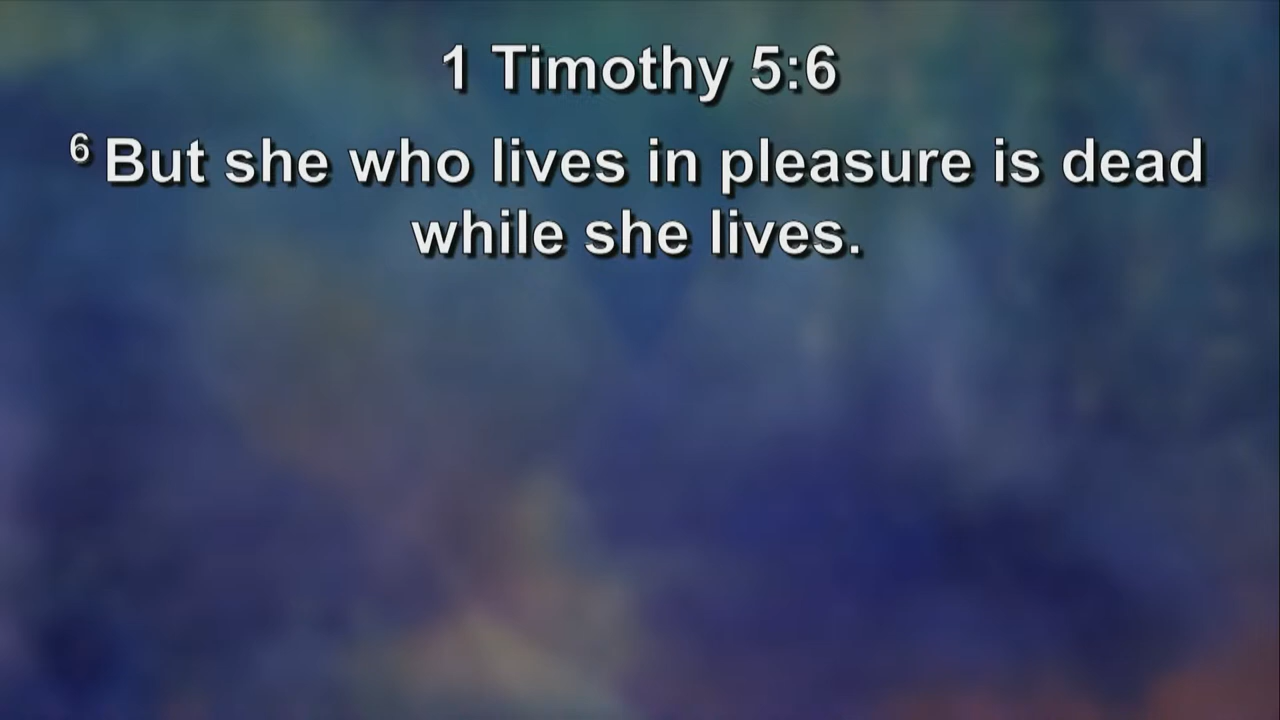 1 Timothy 5:6
6 But she who lives in pleasure is dead
while she lives.